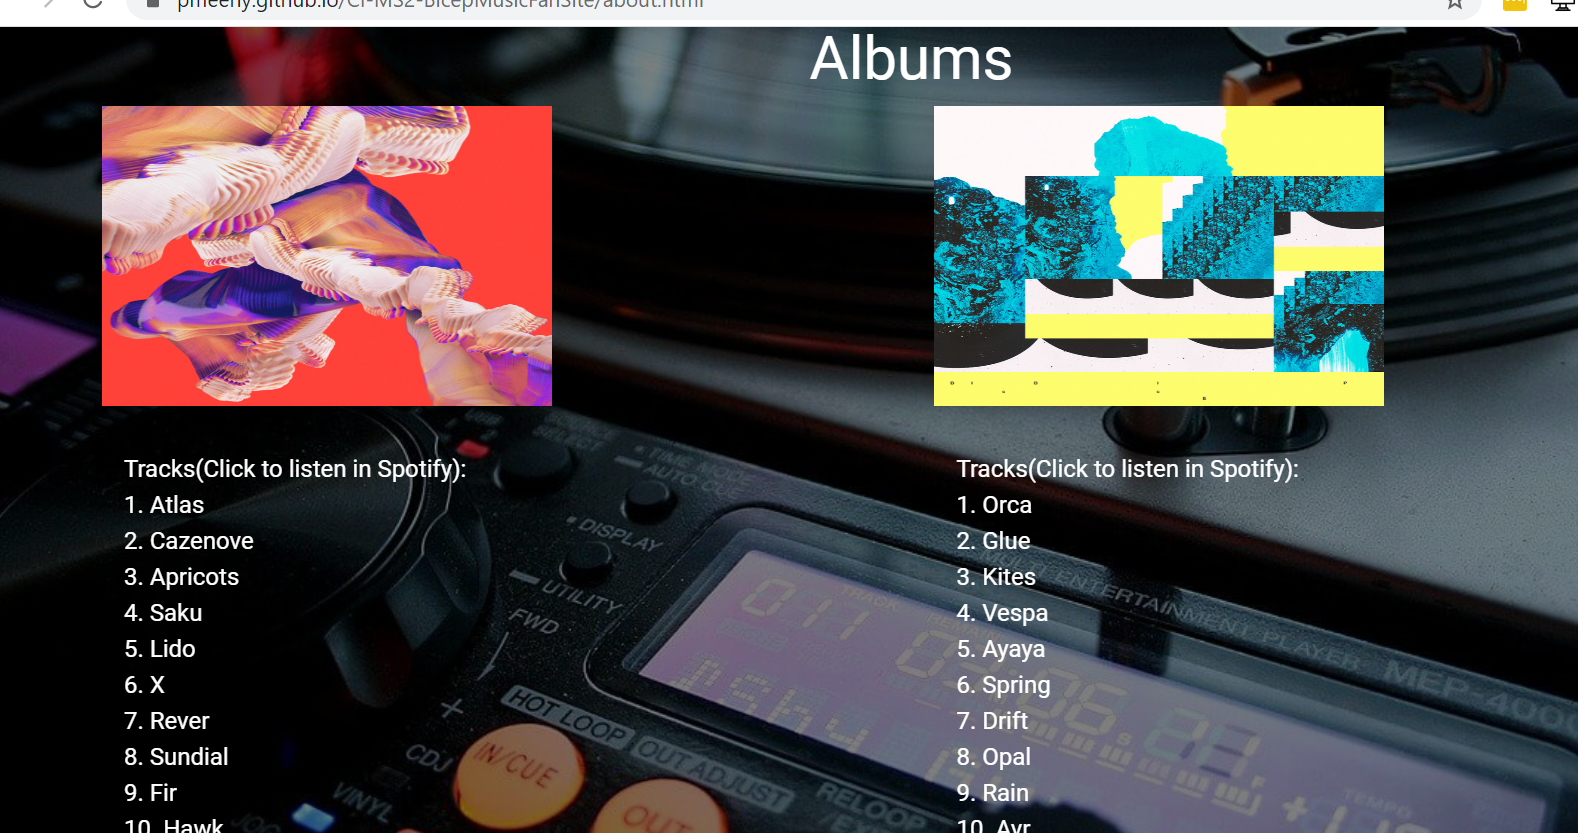 pmeeny.github.io/CI-MS2-BicepMusicFanSite/about.html
Albums
Tracks(Click to listen in Spotify):
1. Atlas
2. Cazenove
3. Apricots
4. Saku
5. Lido
6. X
7. Rever
8. Sundial
9. Fir
10. Hawk
Tracks(Click to listen in Spotify):
1. Orca
2. Glue
3. Kites
4. Vespa
5. Ayaya
6. Spring
7. Drift
8. Opal
9. Rain
10. Ayr
TIME MODE
AUTO CUE
DISPLAY
UTILITY
FWD
HOT LOOP
OUT ADJUST
IN/CUE
OUT
CDJ
VINYL
RELOOP
ENTERTAINMENT PLAYER
MEP-4000
TRACK
TEMPO